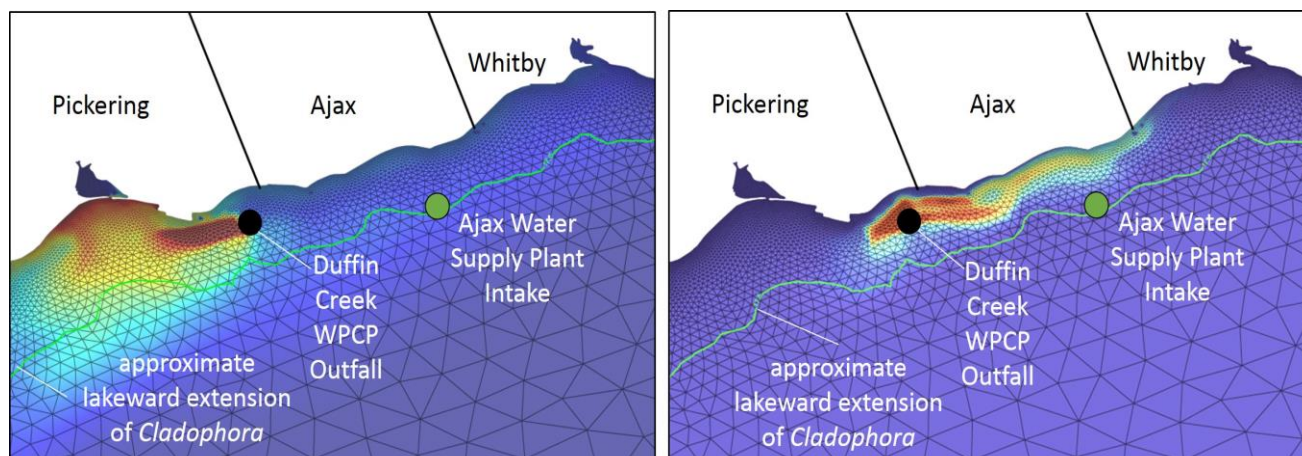 Pickering
Ajax
Whitby
Duffin
Creek
WPCP
Outfall
Ajax Water
Supply Plant
Intake
approximate
lakeward extension
of Cladophora
Pickering
Ajax
Whitby
Duffin
Creek
WPCP
Outfall
Ajax Water
Supply Plant
Intake
approximate
lakeward extension
of Cladophora